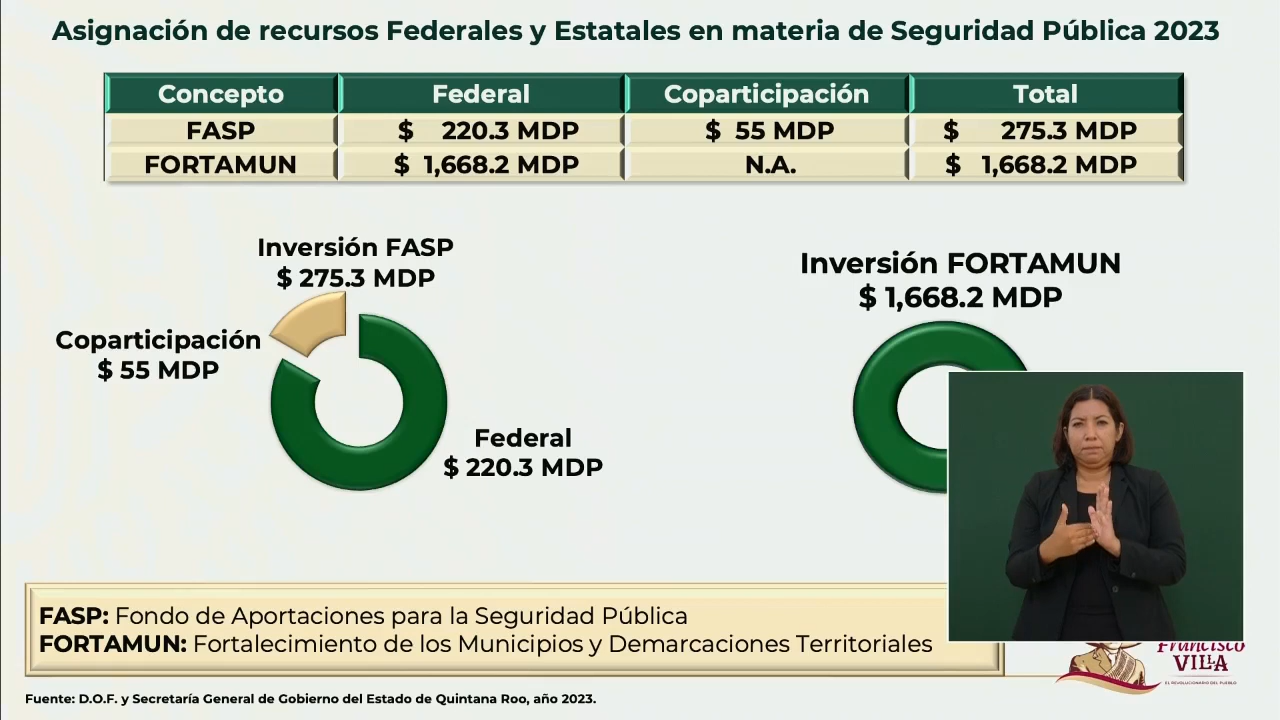 Asignación de recursos Federales y Estatales en materia de Seguridad Pública 2023
Concepto Federal Coparticipación Total
FASP $ 220.3 MDP $ 55 MDP $ 275.3 MDP
FORTAMUN $ 1,668.2 MDP N.A. $ 1,668.2 MDP
Inversión FASP
$ 275.3 MDP
Coparticipación
$ 55 MDP
Federal
$ 220.3 MDP
Inversión FORTAMUN
$ 1,668.2 MDP
FASP: Fondo de Aportaciones para la Seguridad Pública
FORTAMUN: Fortalecimiento de los Municipios y Demarcaciones Territoriales
Francisco
VILLA
EL REVOLUCIONARIO DEL PUEBLO
Fuente: D.O.F. y Secretaría General de Gobierno del Estado de Quintana Roo, año 2023.